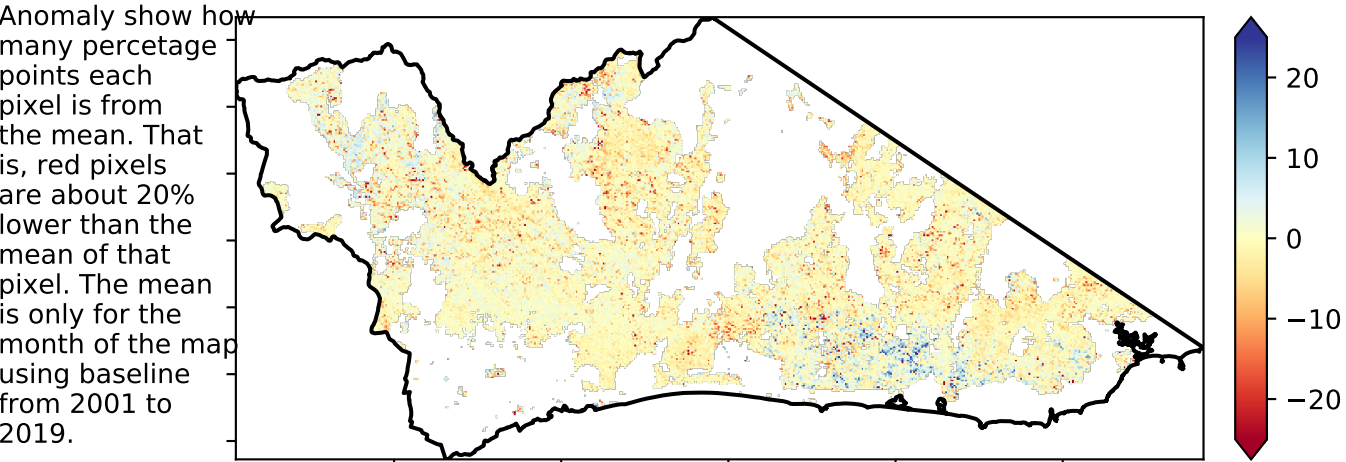 Anomaly show how
many percetage
points each
pixel is from
the mean. That
is, red pixels
are about 20%
lower than the
mean of that
pixel. The mean
is only for the
month of the map
using baseline
from 2001 to
2019.
20
10
0
−10
−20